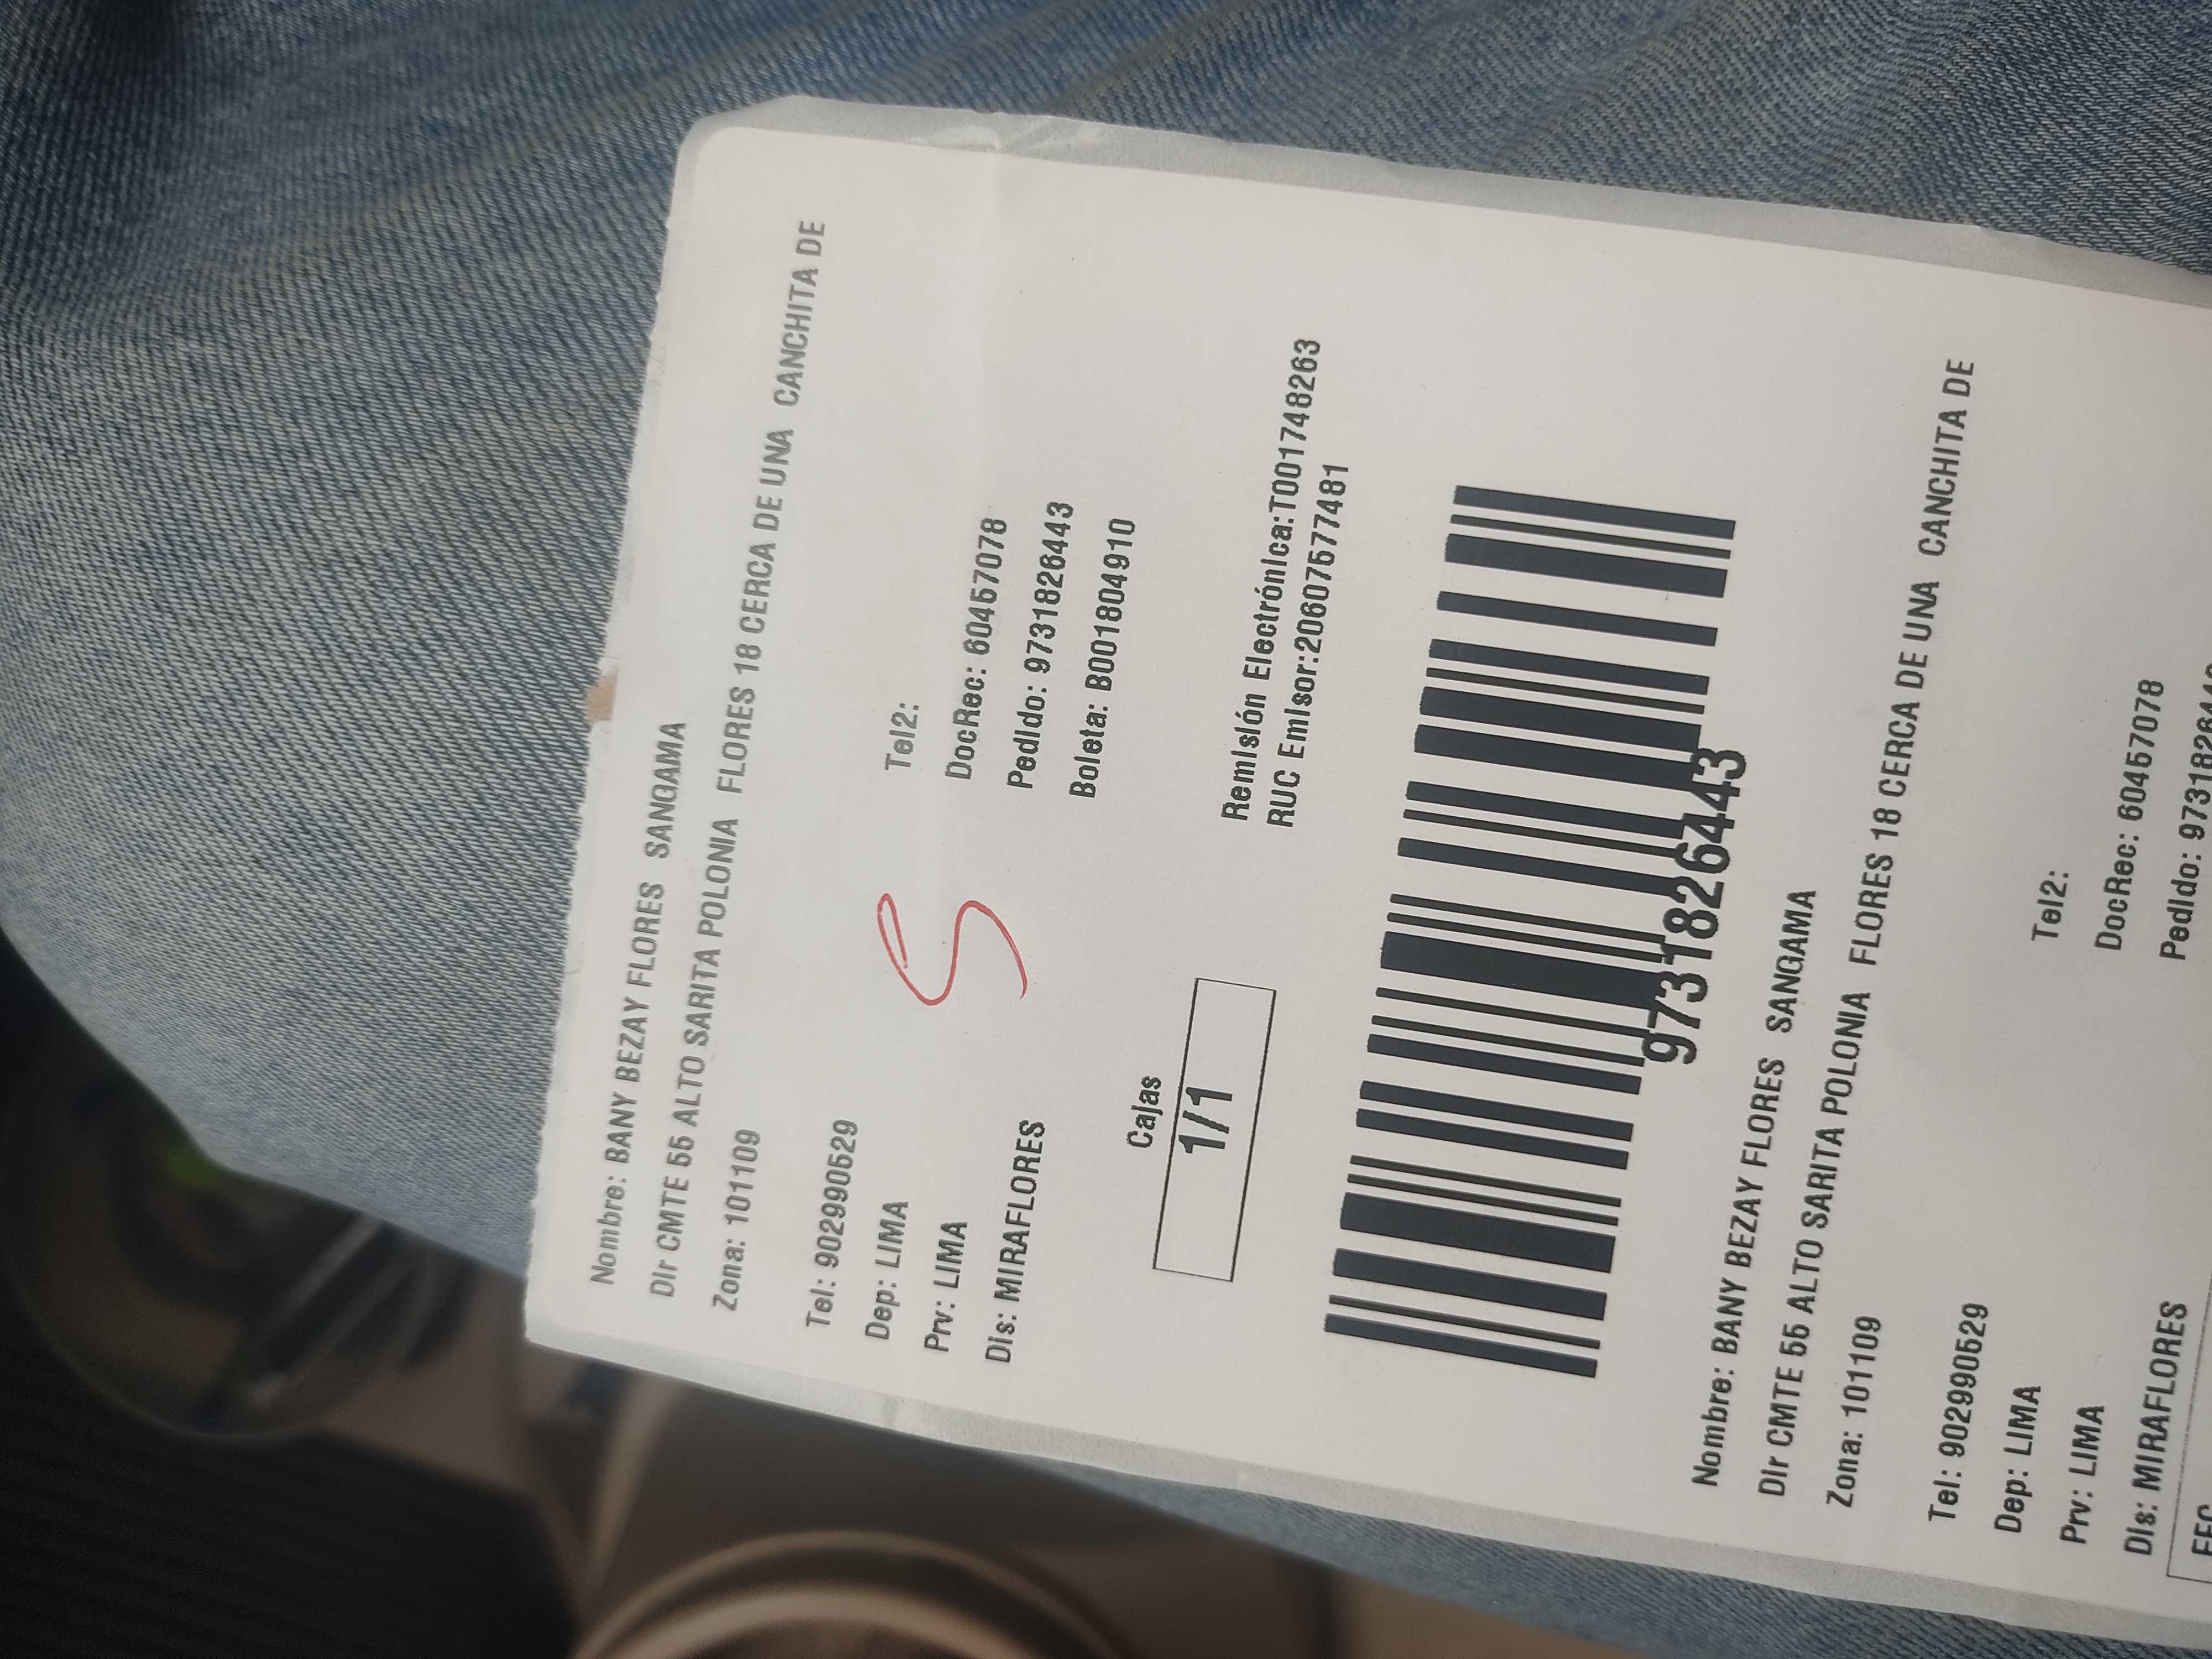 Nombre: BANY BEZAY FLORES SANGAMA
Dir CMTE 55 ALTO SARITA POLONIA FLORES 18 CERCA DE UNA CANCHITA DE
Zona: 101109
Tel: 902990529
Tel2:
Dep: LIMA
DocRec: 60457078
Prv: LIMA
Pedido: 9731826443
Dis: MIRAFLORES
Boleta: B001804910
S
Cajas
1/1
Remisión Electrónica:T001748263
RUC Emisor:20607577481
9731826443
Nombre: BANY BEZAY FLORES SANGAMA
Dir CMTE 55 ALTO SARITA POLONIA FLORES 18 CERCA DE UNA CANCHITA DE
Zona: 101109
Tel: 902990529
Tel2:
Dep: LIMA
DocRec: 60457078
Prv: LIMA
Pedido: 9731826443
Dis: MIRAFLORES